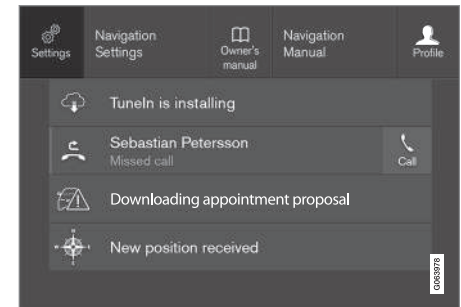 Settings
Navigation
Settings
Owner's
manual
Navigation
Manual
Profile
TuneIn is installing
Sebastian Petersson
Missed call
Call
Downloading appointment proposal
New position received
G063978